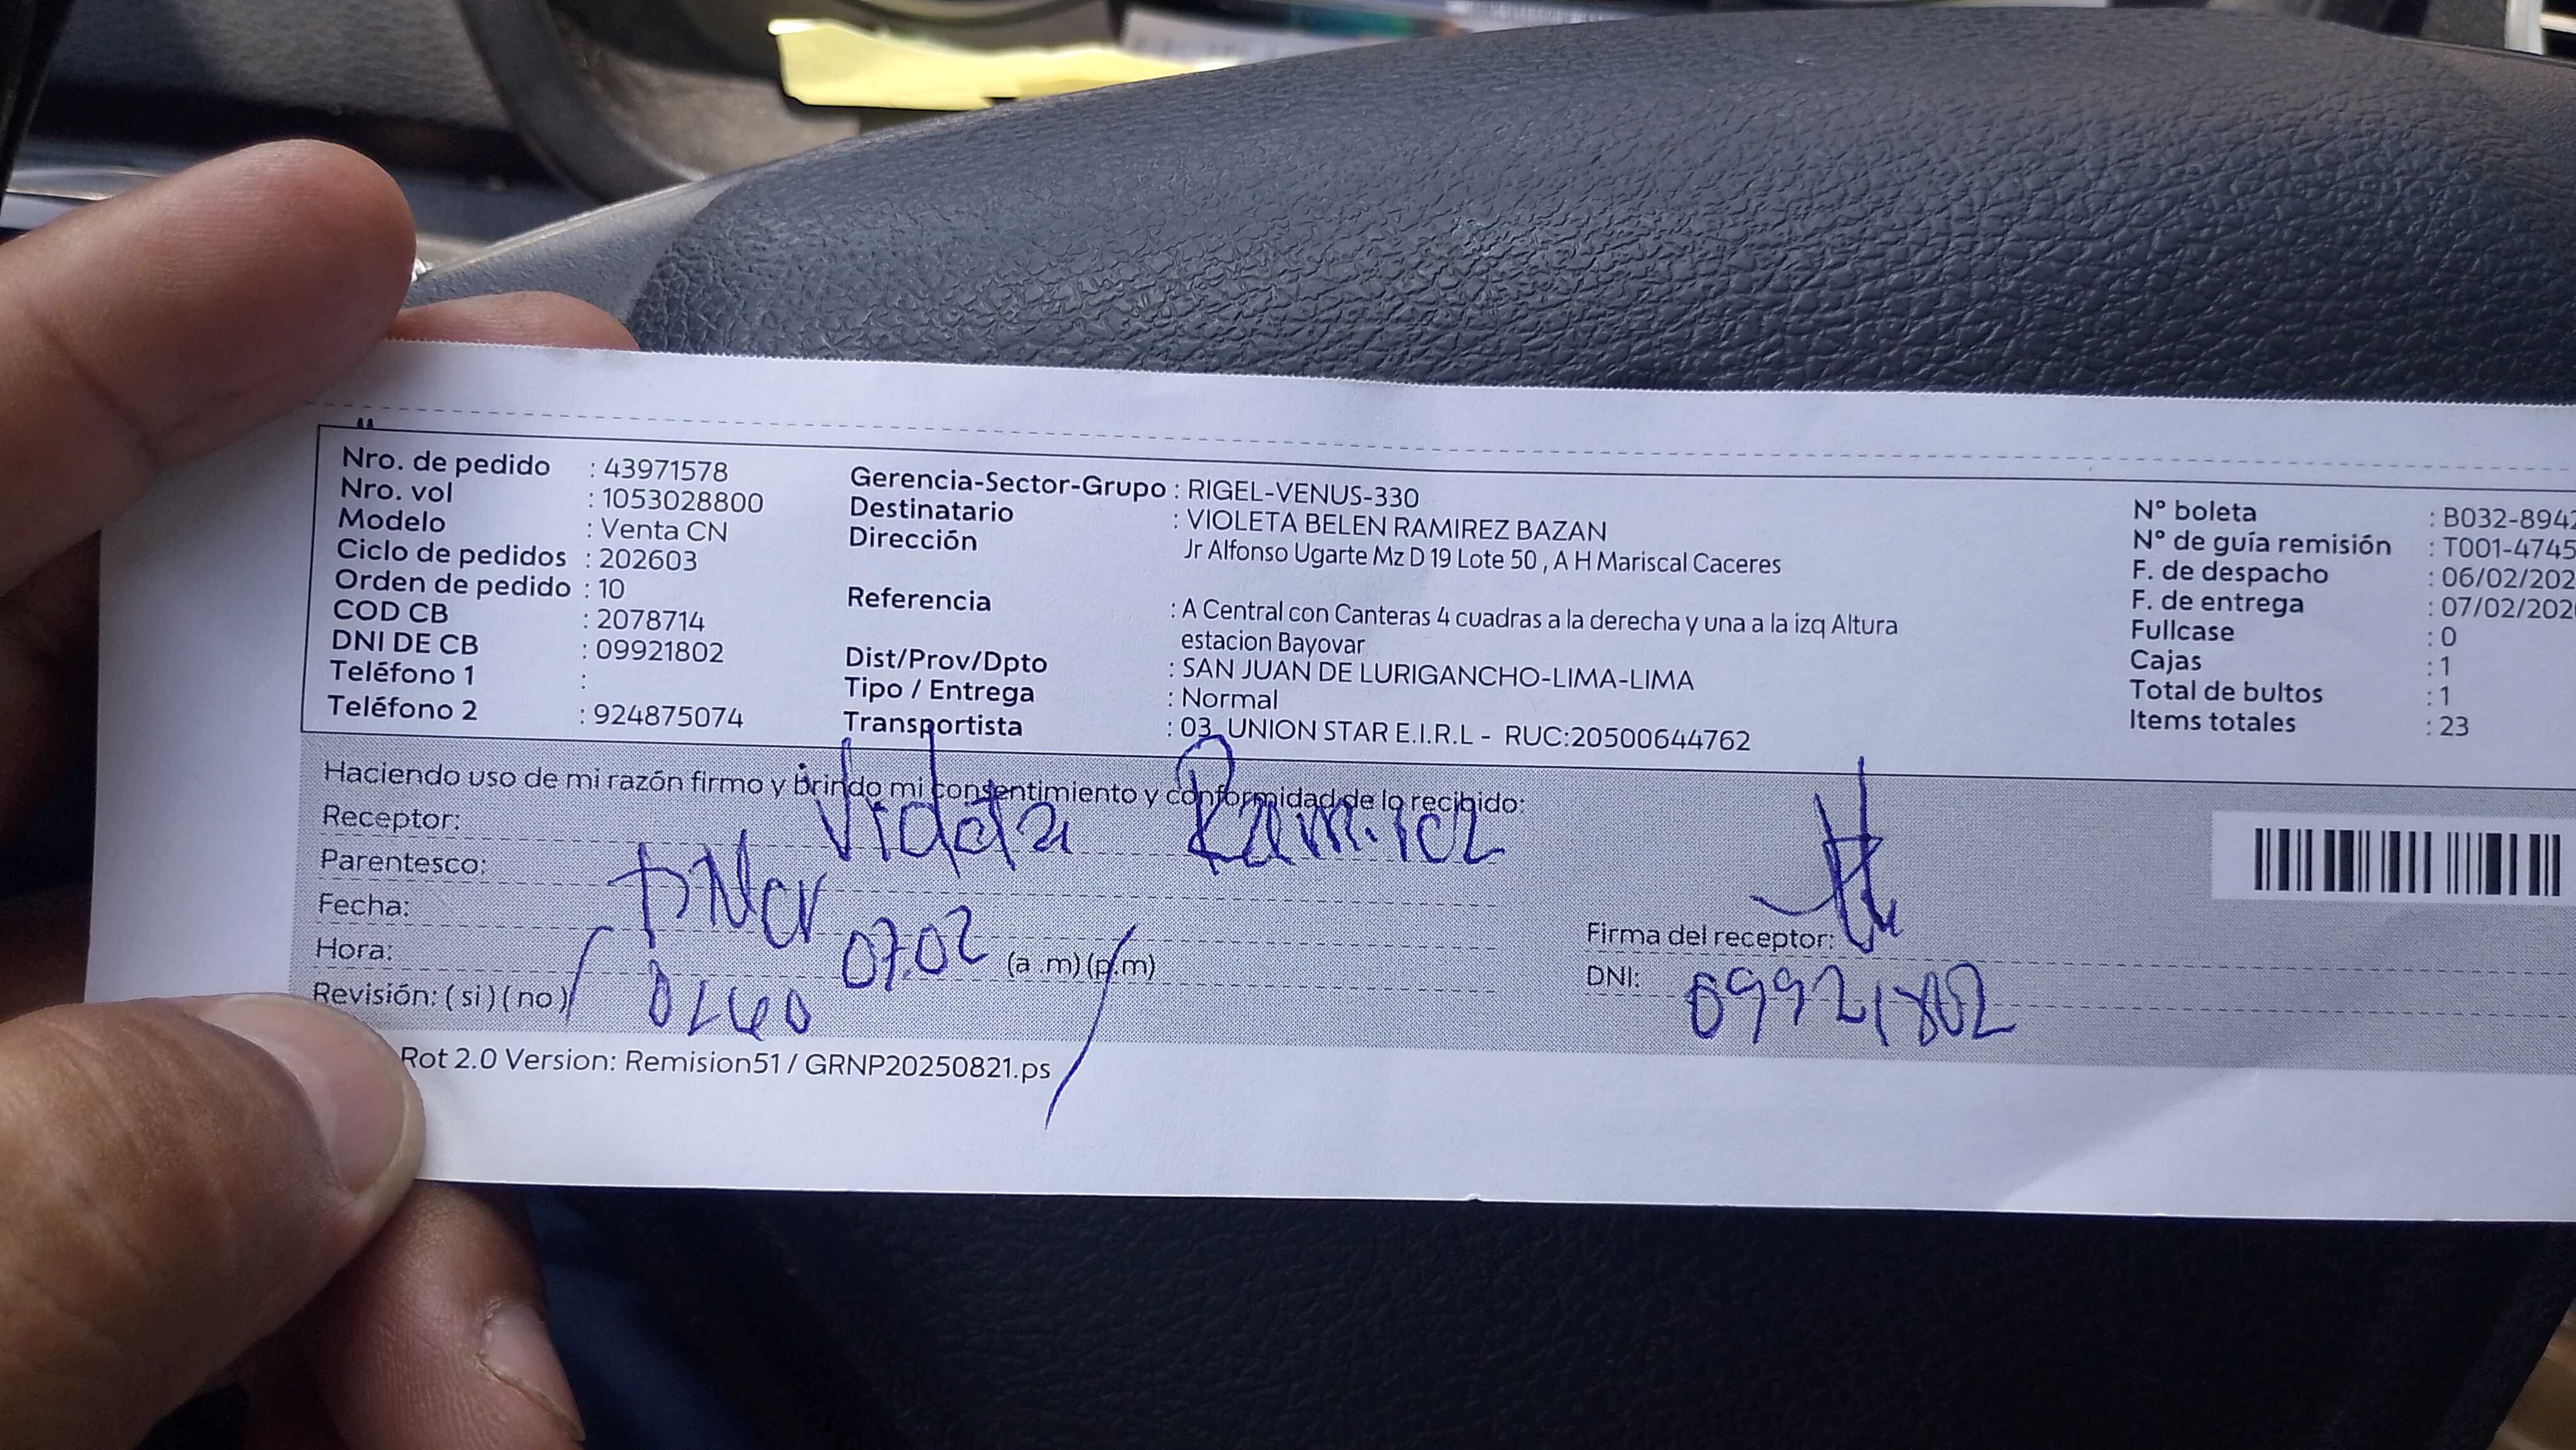 Nro. de pedido : 43971578
Nro. vol : 1053028800
Modelo : Venta CN
Ciclo de pedidos : 202603
Orden de pedido : 10
COD CB : 2078714
DNI DE CB : 09921802
Teléfono 1 :
Teléfono 2 : 924875074
Gerencia-Sector-Grupo : RIGEL-VENUS-330
Destinatario : VIOLETA BELEN RAMIREZ BAZAN
Dirección Jr Alfonso Ugarte Mz D 19 Lote 50 , A H Mariscal Caceres
Referencia : A Central con Canteras 4 cuadras a la derecha y una a la izq Altura
estacion Bayovar
Dist/Prov/Dpto : SAN JUAN DE LURIGANCHO-LIMA-LIMA
Tipo / Entrega : Normal
Transportista : 03 UNION STAR E.I.R.L - RUC:20500644762
N° boleta : B032-8942
N° de guía remisión : T001-4745
F. de despacho : 06/02/202
F. de entrega : 07/02/202
Fullcase : 0
Cajas : 1
Total de bultos : 1
Items totales : 23
Haciendo uso de mi razón firmo y brindo mi consentimiento y conformidad de lo recibido:
Receptor: Violeta Ramirez
Parentesco:
Fecha: 07.02
Hora: (a .m) (p.m)
Revisión: ( si ) ( no )
Firma del receptor:
DNI: 09921802
Rot 2.0 Version: Remision51 / GRNP20250821.ps